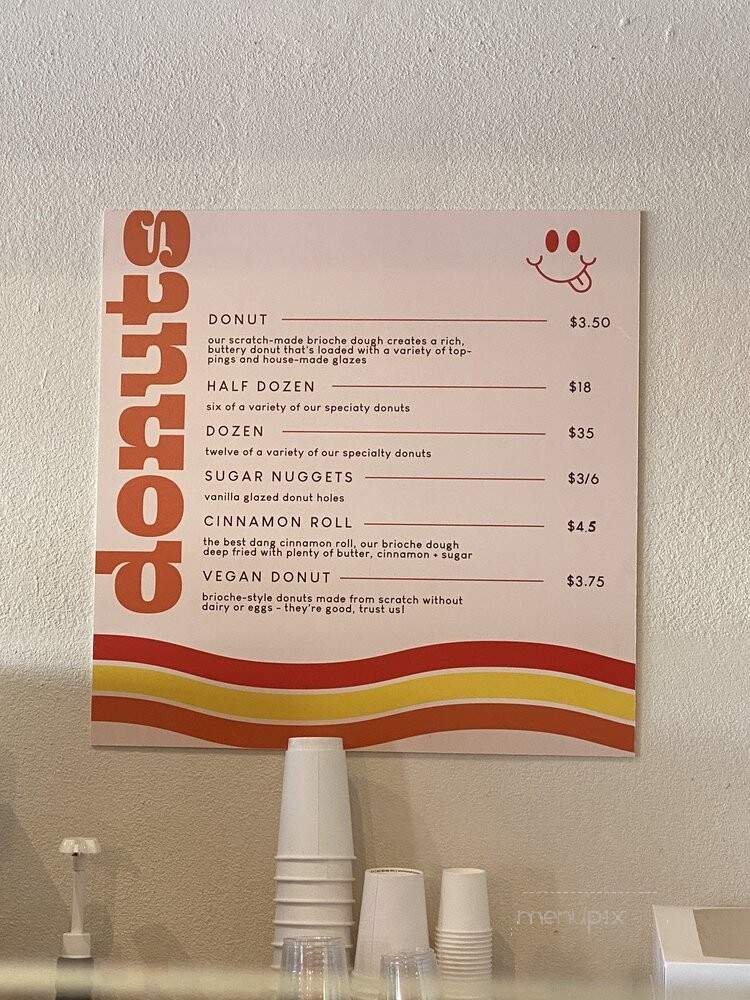 donuts
DONUT $3.50
our scratch-made brioche dough creates a rich,
buttery donut that's loaded with a variety of top-
pings and house-made glazes
HALF DOZEN $18
six of a variety of our speciaty donuts
DOZEN $35
twelve of a variety of our specialty donuts
SUGAR NUGGETS $3/6
vanilla glazed donut holes
CINNAMON ROLL $4.5
the best dang cinnamon roll, our brioche dough
deep fried with plenty of butter, cinnamon + sugar
VEGAN DONUT $3.75
brioche-style donuts made from scratch without
dairy or eggs - they're good, trust us!
menupix